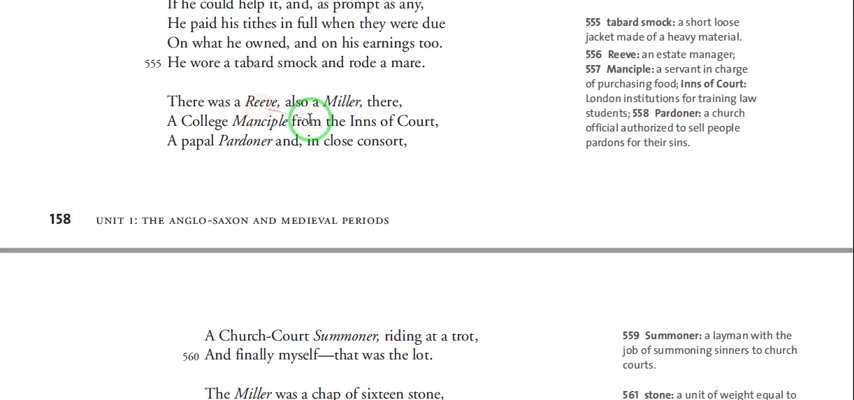 If he could help it, and, as prompt as any,
He paid his tithes in full when they were due
On what he owned, and on his earnings too.
555 He wore a tabard smock and rode a mare.
There was a Reeve, also a Miller, there,
A College Manciple from the Inns of Court,
A papal Pardoner and, in close consort,
555 tabard smock: a short loose
jacket made of a heavy material.
556 Reeve: an estate manager;
557 Manciple: a servant in charge
of purchasing food; Inns of Court:
London institutions for training law
students; 558 Pardoner: a church
official authorized to sell people
pardons for their sins.
158 UNIT 1: THE ANGLO-SAXON AND MEDIEVAL PERIODS
A Church-Court Summoner, riding at a trot,
560 And finally myself—that was the lot.
The Miller was a chap of sixteen stone,
559 Summoner: a layman with the
job of summoning sinners to church
courts.
561 stone: a unit of weight equal to